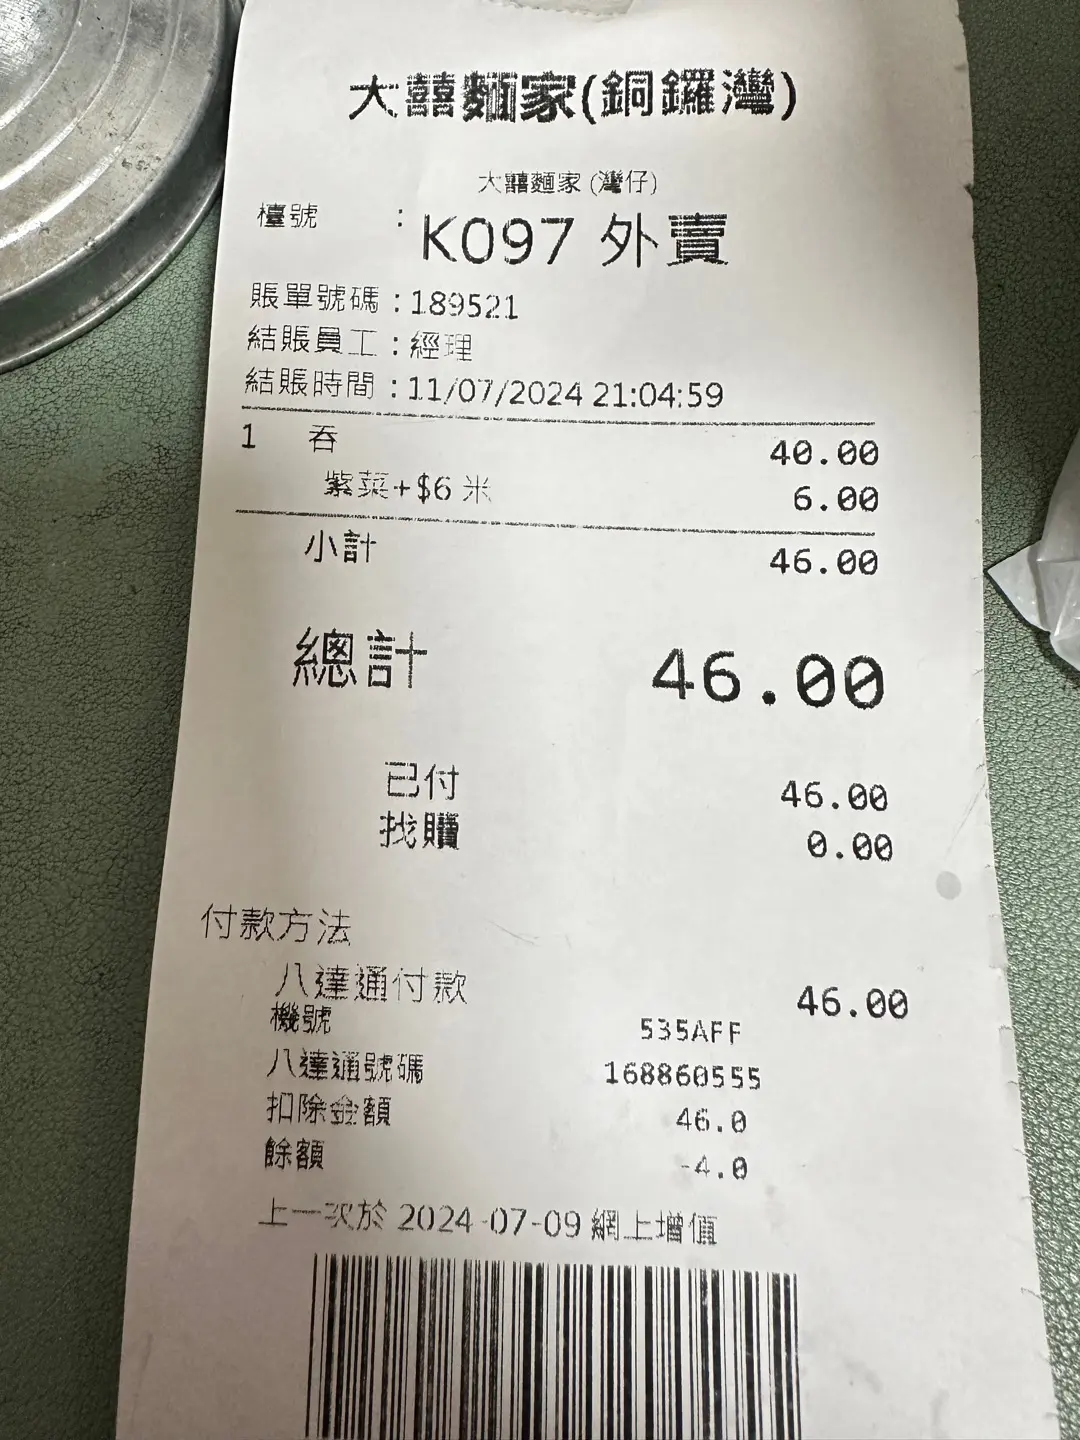 大囍麵家(銅鑼灣)
大囍麵家 (灣仔)
檯號 : K097 外賣
賬單號碼 : 189521
結賬員工 : 經理
結賬時間 : 11/07/2024 21:04:59
1 吞 40.00
紫菜+$6 米 6.00
小計 46.00
總計 46.00
已付 46.00
找贖 0.00
付款方法
八達通付款 46.00
機號 535AFF
八達通號碼 168860555
扣除金額 46.0
餘額 -4.0
上一次於 2024-07-09 網上增值